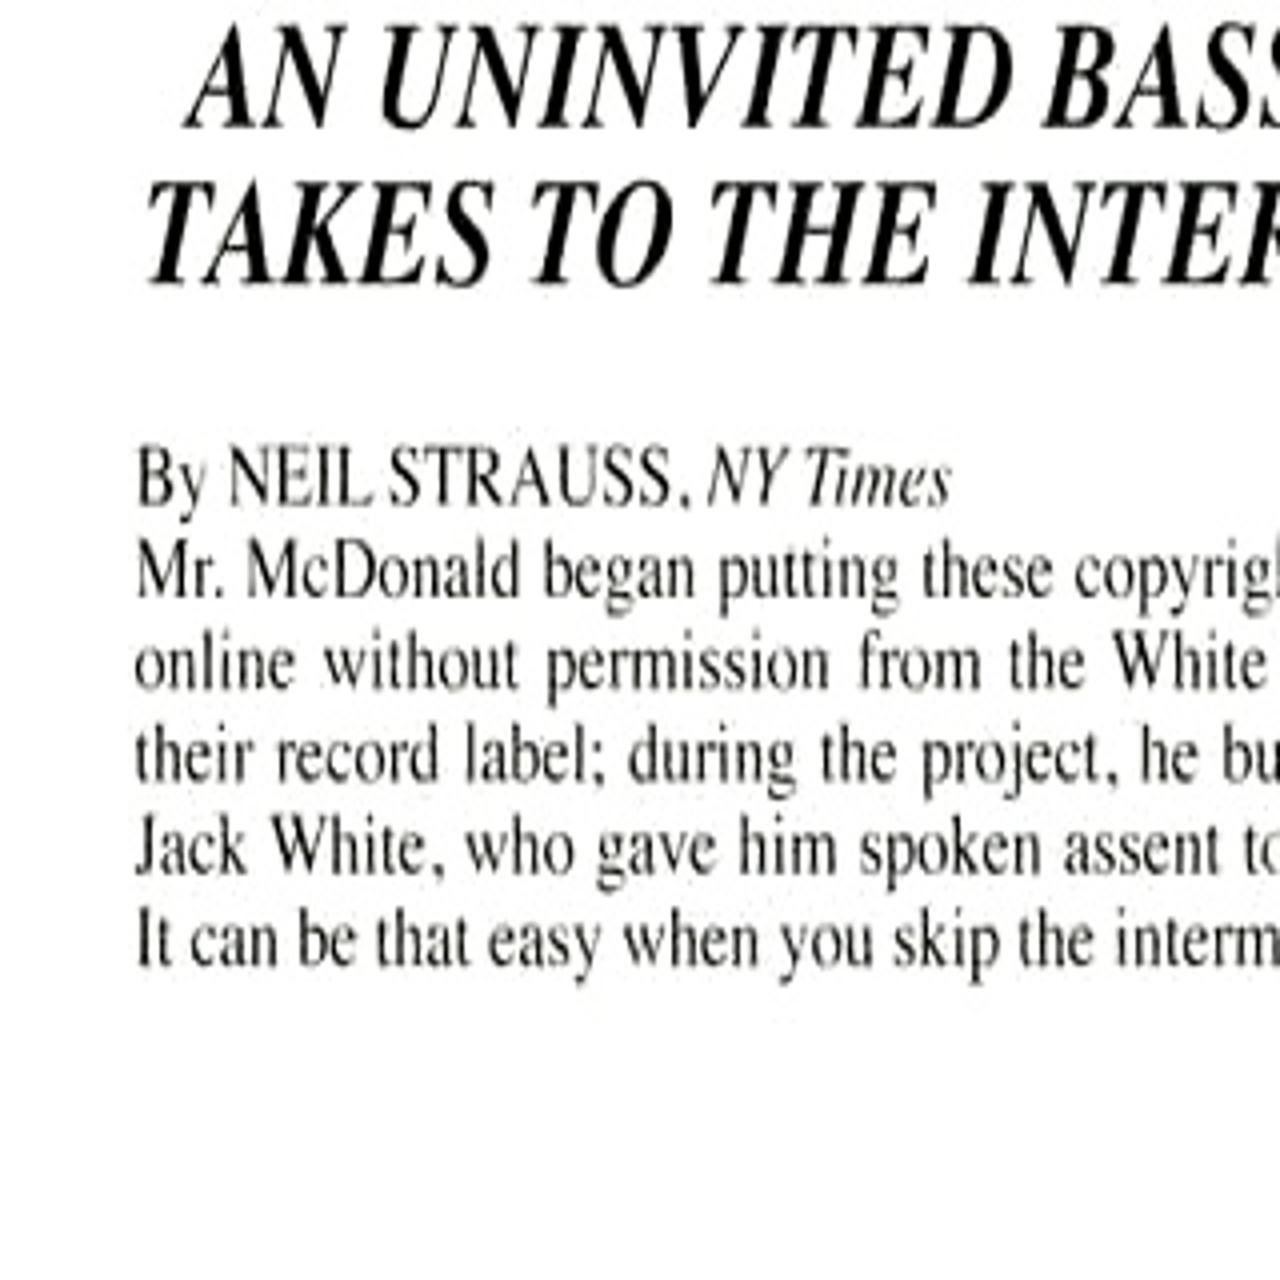 AN UNINVITED BASS
TAKES TO THE INTER
By NEIL STRAUSS, NY Times
Mr. McDonald began putting these copyrig
online without permission from the White
their record label; during the project, he bu
Jack White, who gave him spoken assent to
It can be that easy when you skip the interm